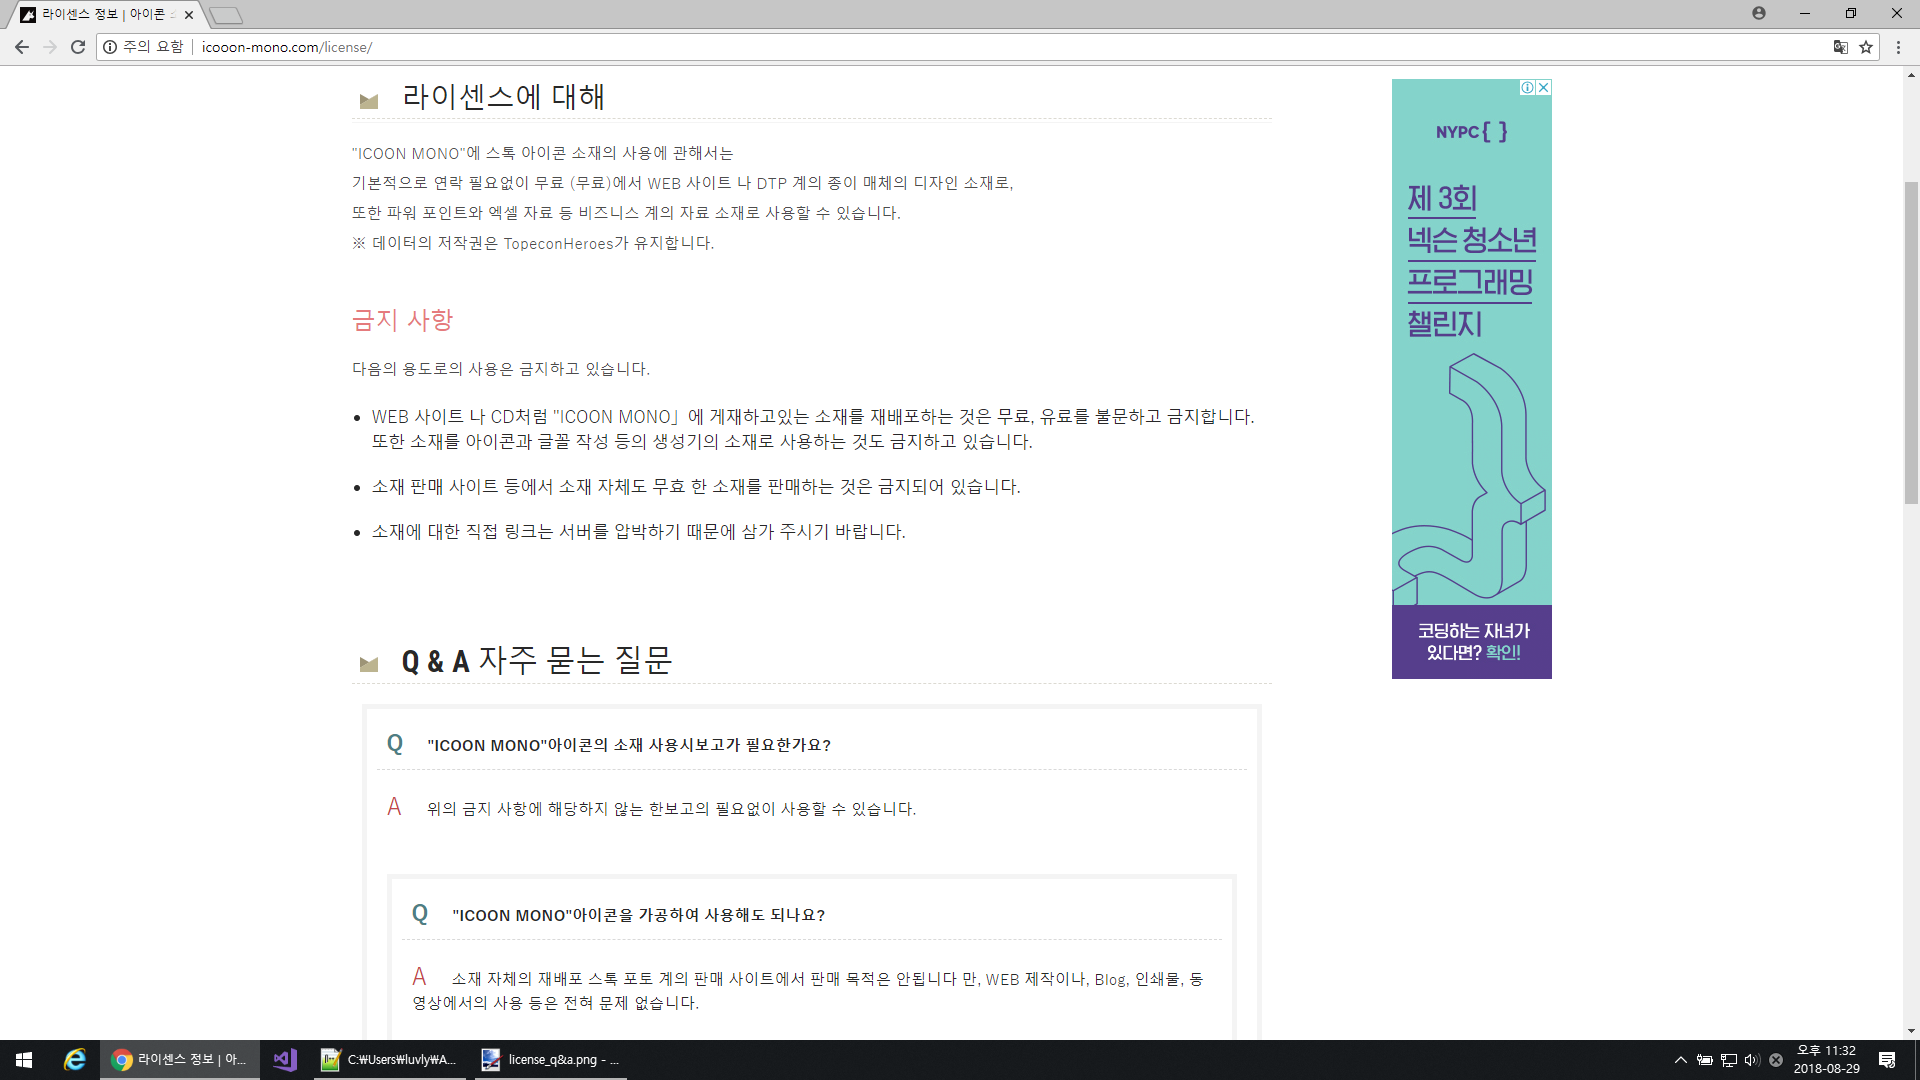 라이센스 정보 | 아이콘
주의 요함
icooon-mono.com/license/
라이센스에 대해
"ICOON MONO"에 스톡 아이콘 소재의 사용에 관해서는
기본적으로 연락 필요없이 무료 (무료)에서 WEB 사이트 나 DTP 계의 종이 매체의 디자인 소재로,
또한 파워 포인트와 엑셀 자료 등 비즈니스 계의 자료 소재로 사용할 수 있습니다.
※ 데이터의 저작권은 TopeconHeroes가 유지합니다.
금지 사항
다음의 용도로의 사용은 금지하고 있습니다.
• WEB 사이트 나 CD처럼 "ICOON MONO」에 게재하고있는 소재를 재배포하는 것은 무료, 유료를 불문하고 금지합니다.
또한 소재를 아이콘과 글꼴 작성 등의 생성기의 소재로 사용하는 것도 금지하고 있습니다.
• 소재 판매 사이트 등에서 소재 자체도 무효 한 소재를 판매하는 것은 금지되어 있습니다.
• 소재에 대한 직접 링크는 서버를 압박하기 때문에 삼가 주시기 바랍니다.
Q & A 자주 묻는 질문
Q "ICOON MONO"아이콘의 소재 사용시보고가 필요한가요?
A 위의 금지 사항에 해당하지 않는 한보고의 필요없이 사용할 수 있습니다.
Q "ICOON MONO"아이콘을 가공하여 사용해도 되나요?
A 소재 자체의 재배포 스톡 포토 계의 판매 사이트에서 판매 목적은 안됩니다 만, WEB 제작이나, Blog, 인쇄물, 동
영상에서의 사용 등은 전혀 문제 없습니다.
NYPC{ }
제 3회
넥슨 청소년
프로그래밍
챌린지
코딩하는 자녀가
있다면? 확인!
라이센스 정보 | 아...
C:￦Users￦luvly￦A...
license_q&a.png - ...
오후 11:32
2018-08-29